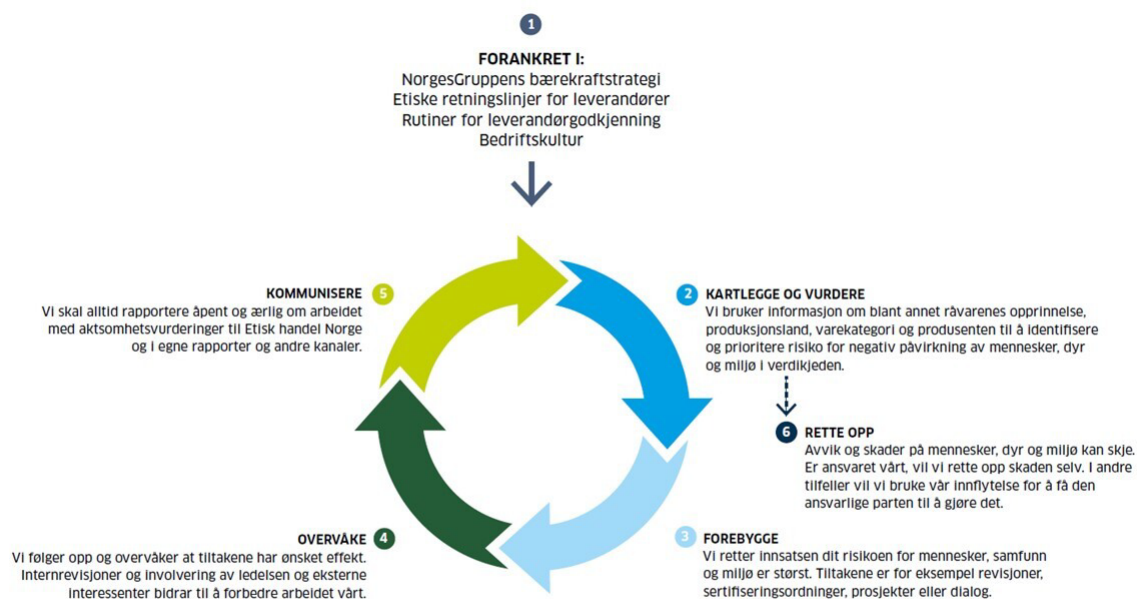 1
FORANKRET I:
NorgesGruppens bærekraftstrategi
Etiske retningslinjer for leverandører
Rutiner for leverandørgodkjenning
Bedriftskultur
2 KARTLEGGE OG VURDERE
Vi bruker informasjon om blant annet råvarenes opprinnelse,
produksjonsland, varekategori og produsenten til å identifisere
og prioritere risiko for negativ påvirkning av mennesker, dyr
og miljø i verdikjeden.
6 RETTE OPP
Avvik og skader på mennesker, dyr og miljø kan skje.
Er ansvaret vårt, vil vi rette opp skaden selv. I andre
tilfeller vil vi bruke vår innflytelse for å få den
ansvarlige parten til å gjøre det.
3 FOREBYGGE
Vi retter innsatsen dit risikoen for mennesker, samfunn
og miljø er størst. Tiltakene er for eksempel revisjoner,
sertifiseringsordninger, prosjekter eller dialog.
OVERVÅKE 4
Vi følger opp og overvåker at tiltakene har ønsket effekt.
Internrevisjoner og involvering av ledelsen og eksterne
interessenter bidrar til å forbedre arbeidet vårt.
KOMMUNISERE 5
Vi skal alltid rapportere åpent og ærlig om arbeidet
med aktsomhetsvurderinger til Etisk handel Norge
og i egne rapporter og andre kanaler.